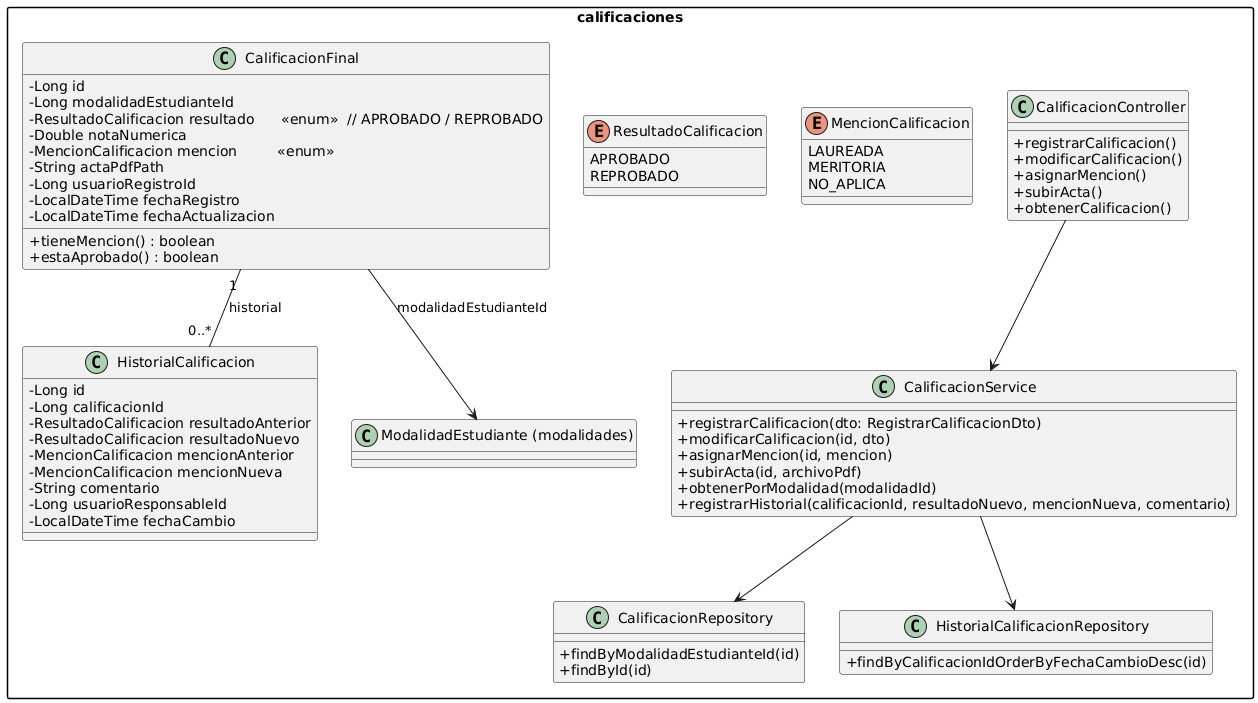 calificaciones
C CalificacionFinal
-Long id
-Long modalidadEstudianteId
-ResultadoCalificacion resultado «enum» // APROBADO / REPROBADO
-Double notaNumerica
-MencionCalificacion mencion «enum»
-String actaPdfPath
-Long usuarioRegistroId
-LocalDateTime fechaRegistro
-LocalDateTime fechaActualizacion
+tieneMencion() : boolean
+estaAprobado() : boolean
E ResultadoCalificacion
APROBADO
REPROBADO
E MencionCalificacion
LAUREADA
MERITORIA
NO_APLICA
C CalificacionController
+registrarCalificacion()
+modificarCalificacion()
+asignarMencion()
+subirActa()
+obtenerCalificacion()
1
historial
0..*
modalidadEstudianteId
C HistorialCalificacion
-Long id
-Long calificacionId
-ResultadoCalificacion resultadoAnterior
-ResultadoCalificacion resultadoNuevo
-MencionCalificacion mencionAnterior
-MencionCalificacion mencionNueva
-String comentario
-Long usuarioResponsableId
-LocalDateTime fechaCambio
C ModalidadEstudiante (modalidades)
C CalificacionService
+registrarCalificacion(dto: RegistrarCalificacionDto)
+modificarCalificacion(id, dto)
+asignarMencion(id, mencion)
+subirActa(id, archivoPdf)
+obtenerPorModalidad(modalidadId)
+registrarHistorial(calificacionId, resultadoNuevo, mencionNueva, comentario)
C CalificacionRepository
+findByModalidadEstudianteId(id)
+findById(id)
C HistorialCalificacionRepository
+findByCalificacionIdOrderByFechaCambioDesc(id)